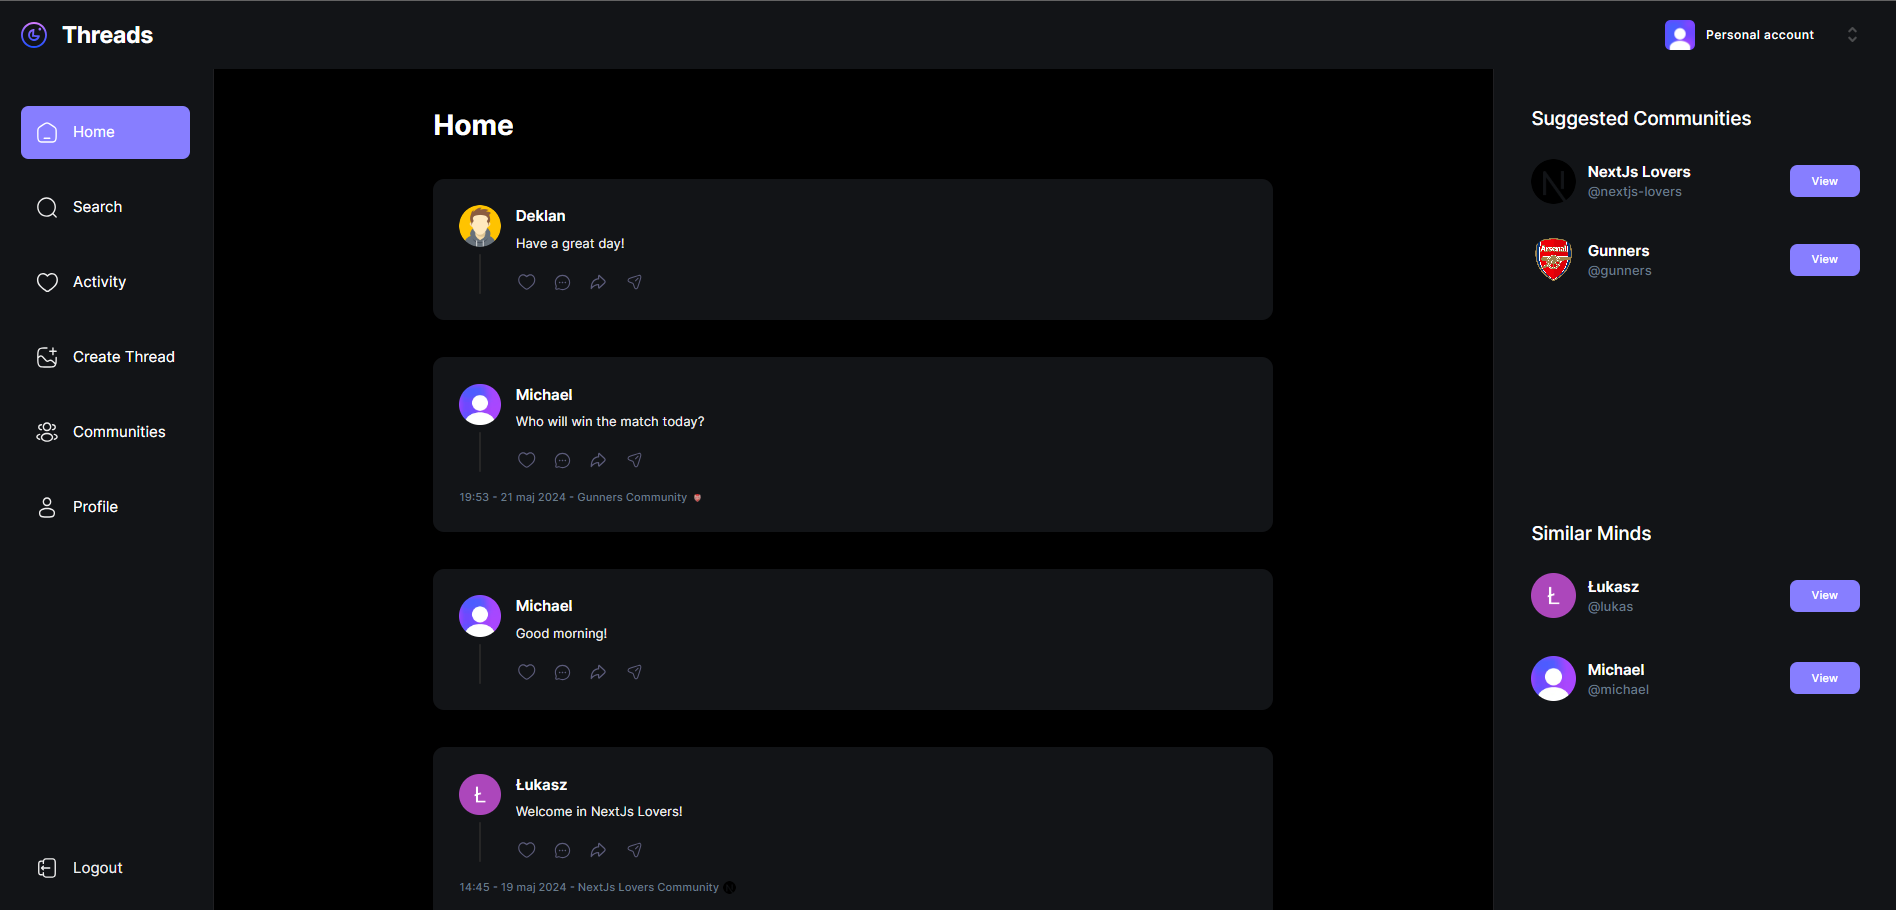 Threads
Personal account
Home
Search
Activity
Create Thread
Communities
Profile
Logout
Home
Deklan
Have a great day!
Michael
Who will win the match today?
19:53 - 21 maj 2024 - Gunners Community
Michael
Good morning!
Ł
Łukasz
Welcome in NextJs Lovers!
14:45 - 19 maj 2024 - NextJs Lovers Community
Suggested Communities
N
NextJs Lovers
@nextjs-lovers
View
Arsenal
Gunners
@gunners
View
Similar Minds
Ł
Łukasz
@lukas
View
Michael
@michael
View